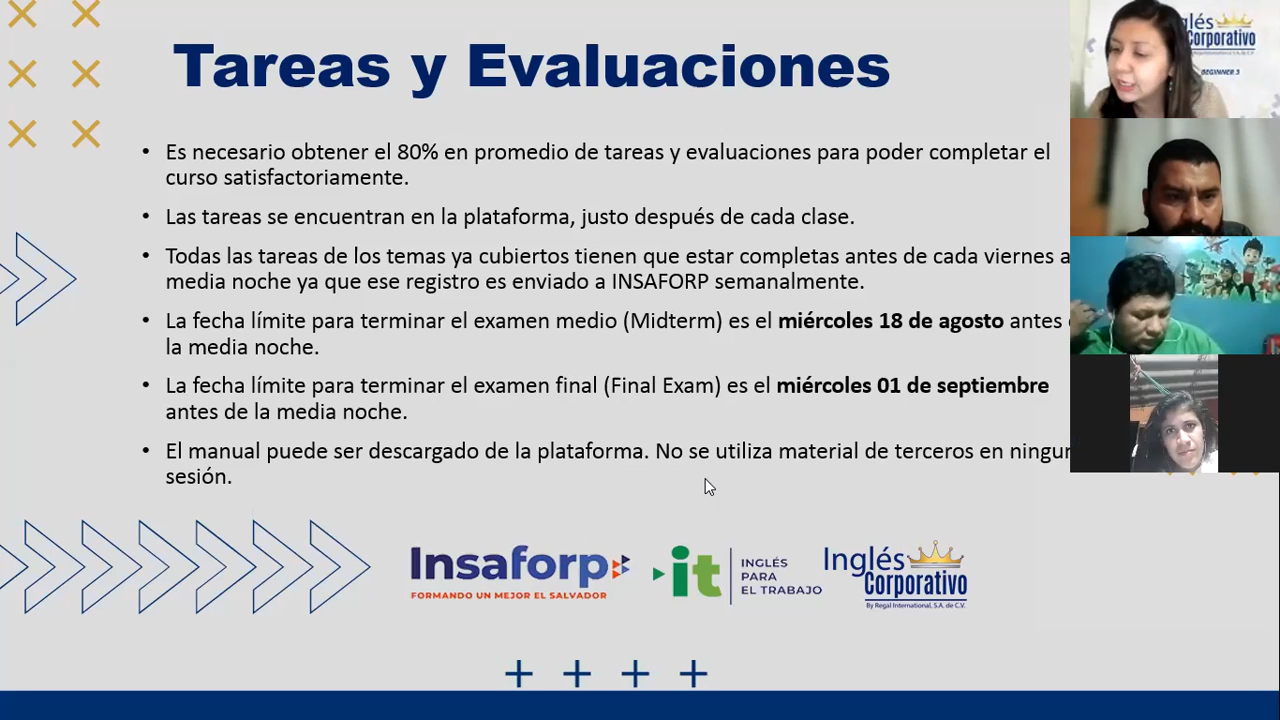 Tareas y Evaluaciones
• Es necesario obtener el 80% en promedio de tareas y evaluaciones para poder completar el
curso satisfactoriamente.
• Las tareas se encuentran en la plataforma, justo después de cada clase.
• Todas las tareas de los temas ya cubiertos tienen que estar completas antes de cada viernes a
media noche ya que ese registro es enviado a INSAFORP semanalmente.
• La fecha límite para terminar el examen medio (Midterm) es el miércoles 18 de agosto antes
la media noche.
• La fecha límite para terminar el examen final (Final Exam) es el miércoles 01 de septiembre
antes de la media noche.
• El manual puede ser descargado de la plataforma. No se utiliza material de terceros en
sesión.
Insaforp
FORMANDO UN MEJOR EL SALVADOR
it
INGLÉS
PARA
EL TRABAJO
Inglés
Corporativo
By Regal International, S.A. de C.V.
glés
Corporativo
BEGINNER 3